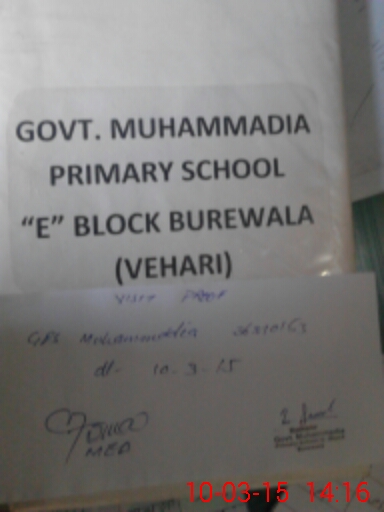 GOVT. MUHAMMADIA
PRIMARY SCHOOL
“E” BLOCK BUREWALA
(VEHARI)
VISIT PROOF
GPS Muhammadia
dt- 10-3-15
MEA
10-03-15 14:16